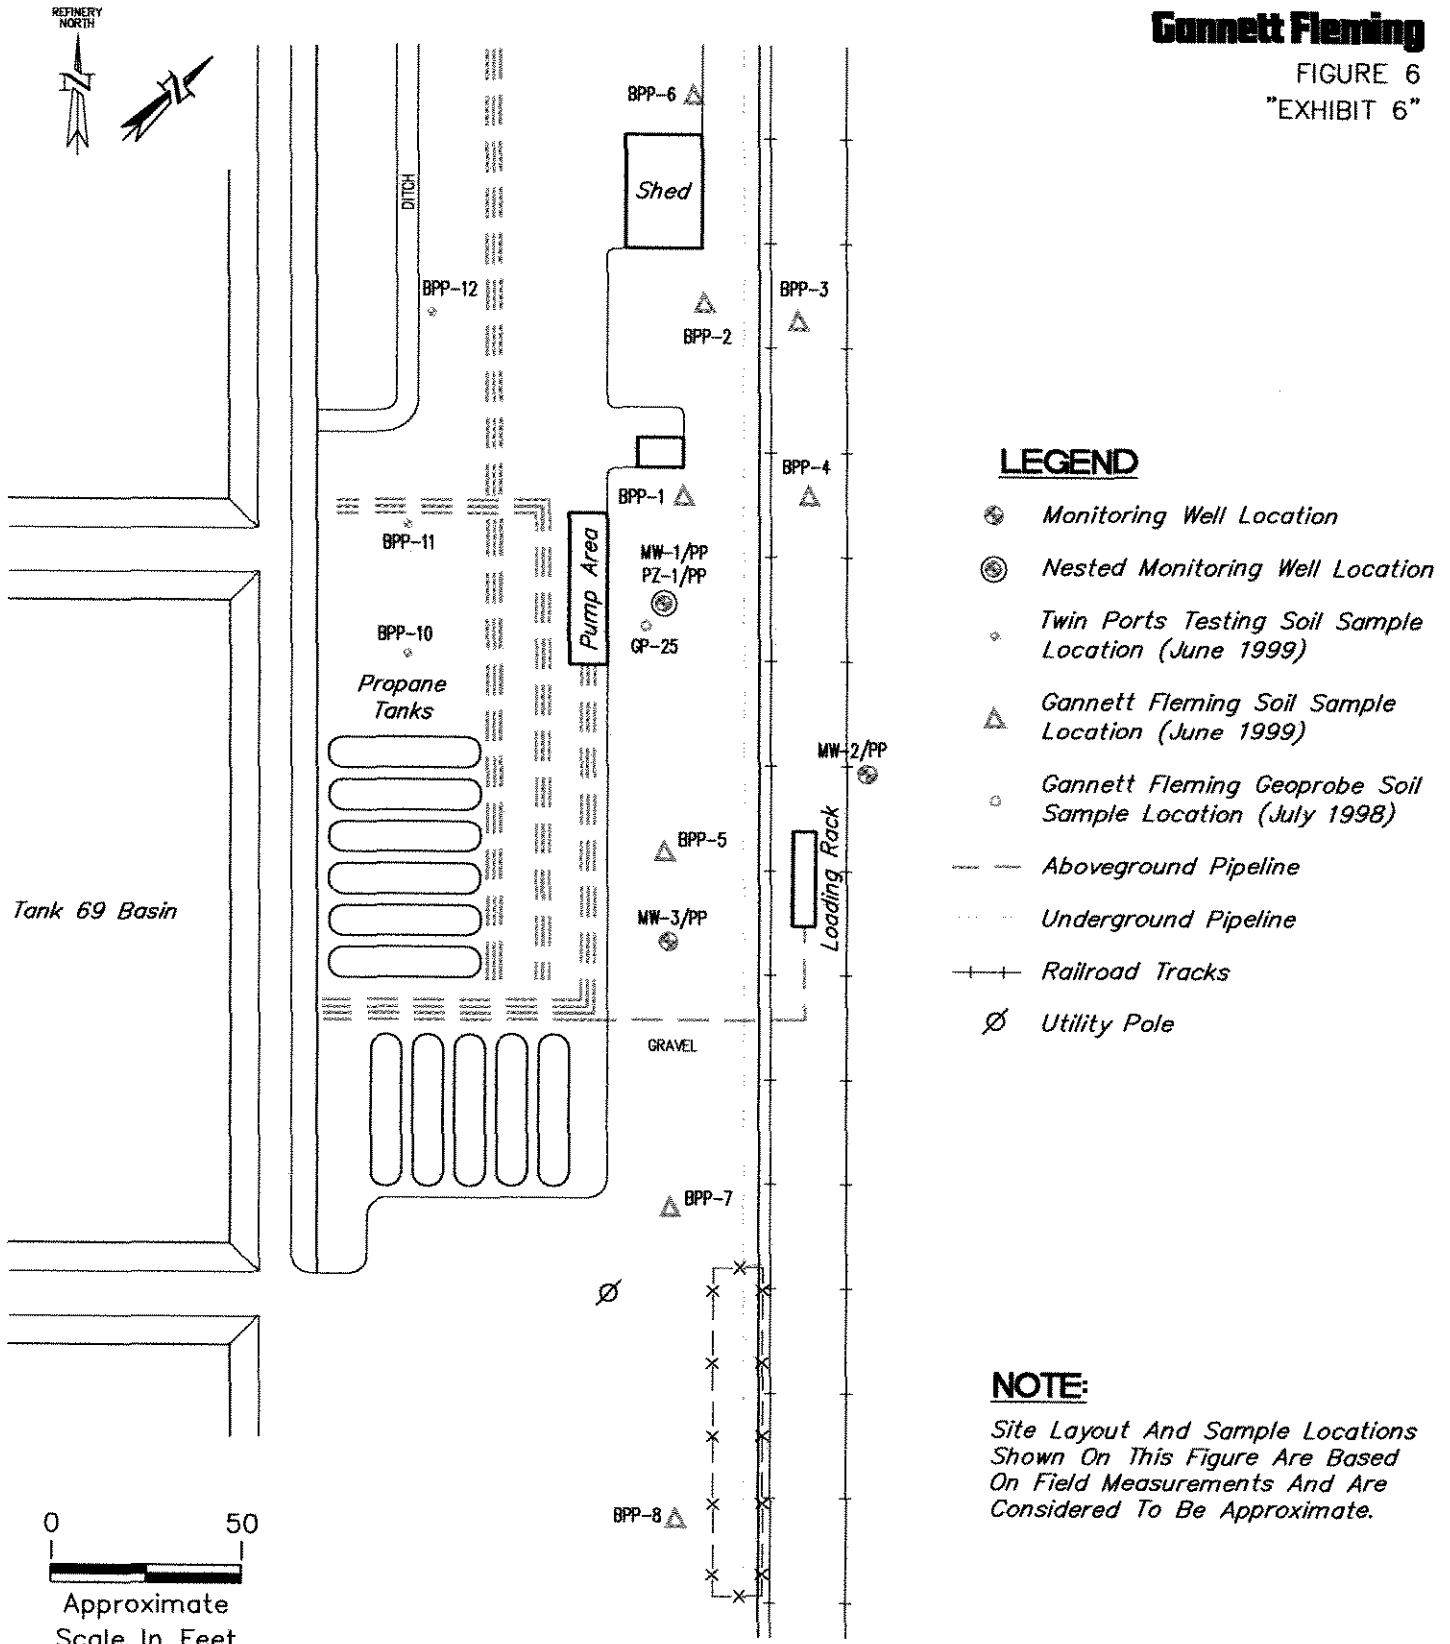 REFINERY
NORTH
N
N
Gannett Fleming
FIGURE 6
"EXHIBIT 6"
BPP-6
Shed
DITCH
BPP-12
BPP-3
BPP-2
BPP-4
BPP-1
BPP-11
Pump Area
MW-1/PP
PZ-1/PP
GP-25
BPP-10
Propane
Tanks
MW-2/PP
BPP-5
Loading Rack
Tank 69 Basin
MW-3/PP
GRAVEL
BPP-7
BPP-8
LEGEND
Monitoring Well Location
Nested Monitoring Well Location
Twin Ports Testing Soil Sample
Location (June 1999)
Gannett Fleming Soil Sample
Location (June 1999)
Gannett Fleming Geoprobe Soil
Sample Location (July 1998)
Aboveground Pipeline
Underground Pipeline
Railroad Tracks
Utility Pole
NOTE:
Site Layout And Sample Locations
Shown On This Figure Are Based
On Field Measurements And Are
Considered To Be Approximate.
0 50
Approximate
Scale In Feet